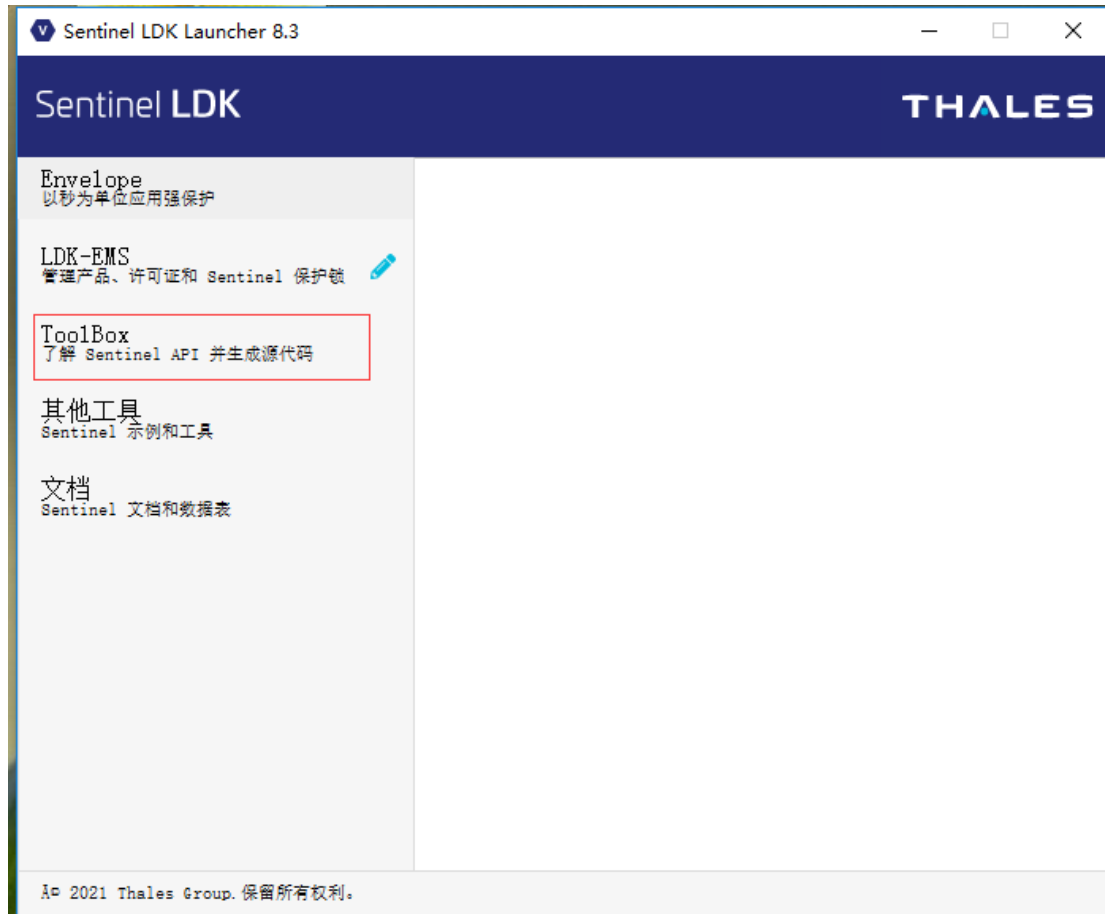 Sentinel LDK Launcher 8.3
Sentinel LDK
THALES
Envelope
以秒为单位应用强保护
LDK-EMS
管理产品、许可证和 Sentinel 保护锁
ToolBox
了解 Sentinel API 并生成源代码
其他工具
Sentinel 示例和工具
文档
Sentinel 文档和数据表
Â© 2021 Thales Group. 保留所有权利。